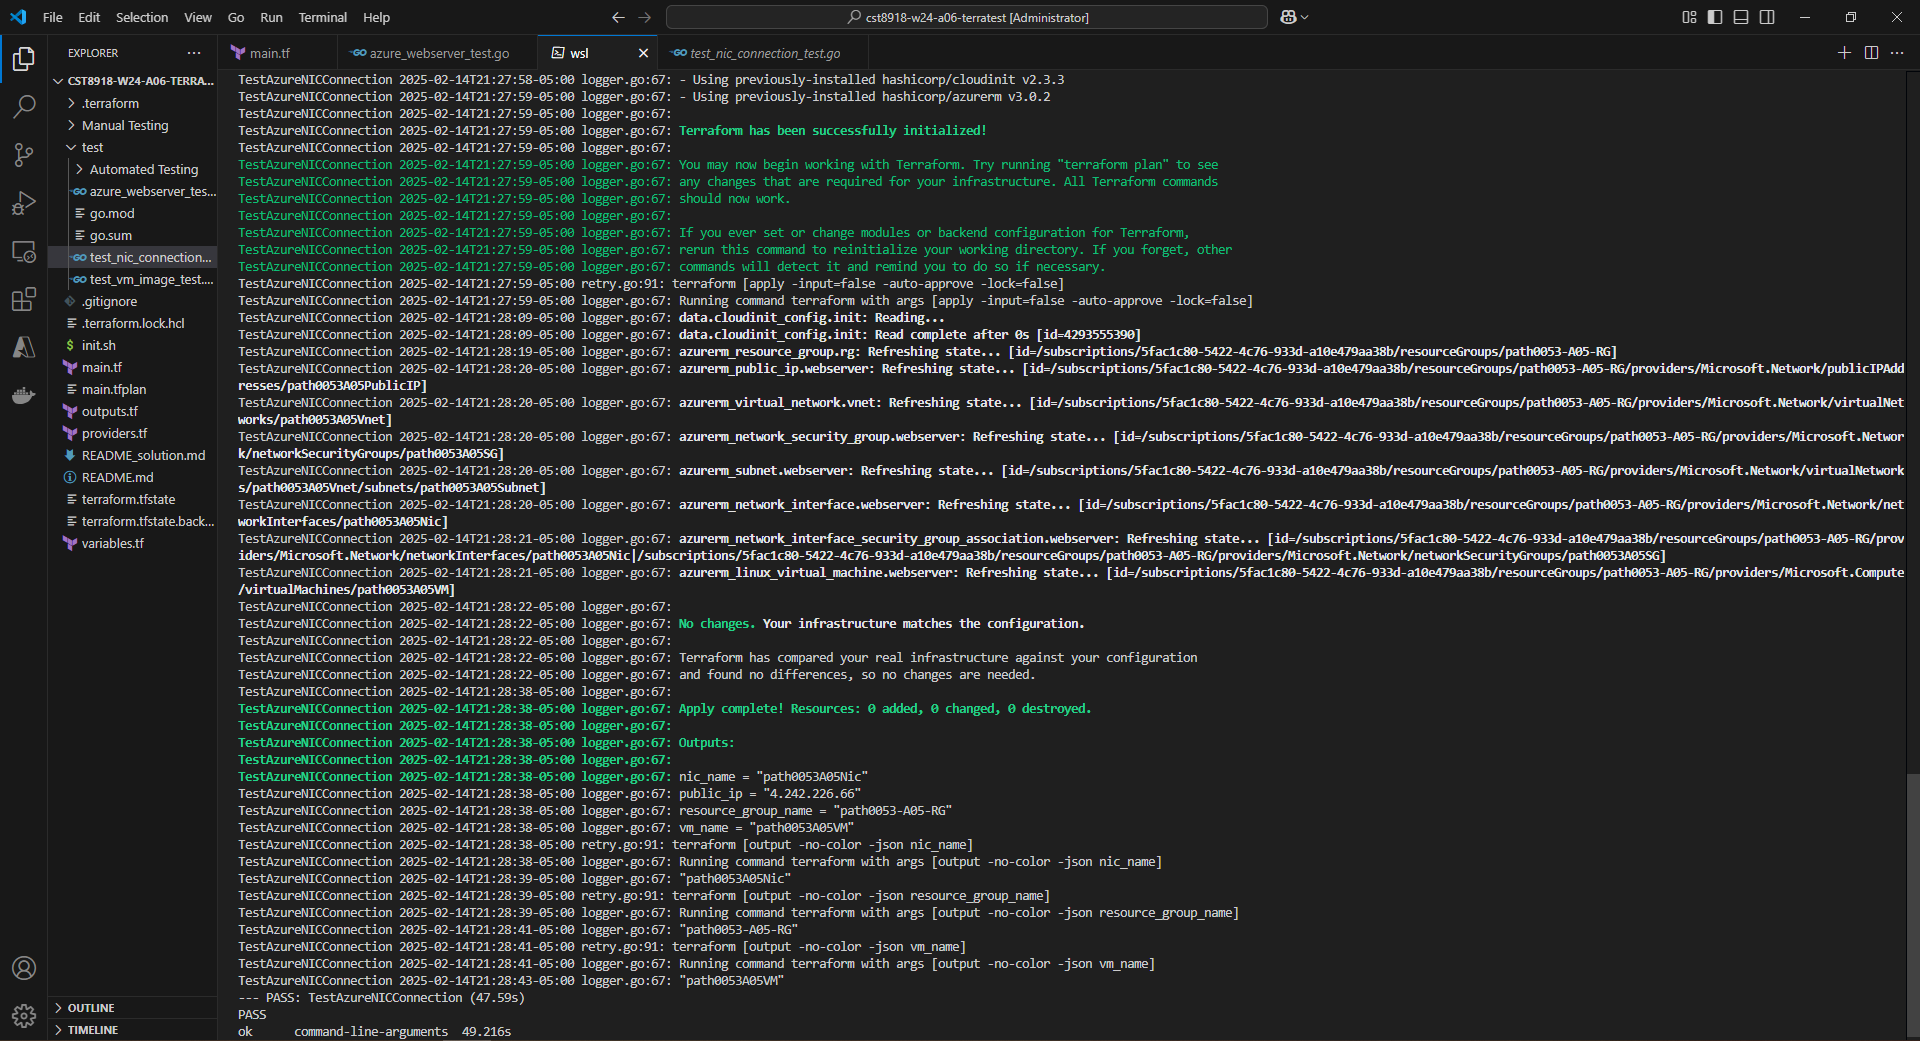 File Edit Selection View Go Run Terminal Help
cst8918-w24-a06-terratest [Administrator]
EXPLORER
main.tf
azure_webserver_test.go
wsl
test_nic_connection_test.go
CST8918-W24-A06-TERRA...
.terraform
Manual Testing
test
Automated Testing
azure_webserver_tes...
go.mod
go.sum
test_nic_connection...
test_vm_image_test....
.gitignore
.terraform.lock.hcl
init.sh
main.tf
main.tfplan
outputs.tf
providers.tf
README_solution.md
README.md
terraform.tfstate
terraform.tfstate.back...
variables.tf
OUTLINE
TIMELINE
TestAzureNICConnection 2025-02-14T21:27:58-05:00 logger.go:67: - Using previously-installed hashicorp/cloudinit v2.3.3
TestAzureNICConnection 2025-02-14T21:27:59-05:00 logger.go:67: - Using previously-installed hashicorp/azurerm v3.0.2
TestAzureNICConnection 2025-02-14T21:27:59-05:00 logger.go:67:
TestAzureNICConnection 2025-02-14T21:27:59-05:00 logger.go:67: Terraform has been successfully initialized!
TestAzureNICConnection 2025-02-14T21:27:59-05:00 logger.go:67:
TestAzureNICConnection 2025-02-14T21:27:59-05:00 logger.go:67: You may now begin working with Terraform. Try running "terraform plan" to see
TestAzureNICConnection 2025-02-14T21:27:59-05:00 logger.go:67: any changes that are required for your infrastructure. All Terraform commands
TestAzureNICConnection 2025-02-14T21:27:59-05:00 logger.go:67: should now work.
TestAzureNICConnection 2025-02-14T21:27:59-05:00 logger.go:67:
TestAzureNICConnection 2025-02-14T21:27:59-05:00 logger.go:67: If you ever set or change modules or backend configuration for Terraform,
TestAzureNICConnection 2025-02-14T21:27:59-05:00 logger.go:67: rerun this command to reinitialize your working directory. If you forget, other
TestAzureNICConnection 2025-02-14T21:27:59-05:00 logger.go:67: commands will detect it and remind you to do so if necessary.
TestAzureNICConnection 2025-02-14T21:27:59-05:00 retry.go:91: terraform [apply -input=false -auto-approve -lock=false]
TestAzureNICConnection 2025-02-14T21:27:59-05:00 logger.go:67: Running command terraform with args [apply -input=false -auto-approve -lock=false]
TestAzureNICConnection 2025-02-14T21:28:09-05:00 logger.go:67: data.cloudinit_config.init: Reading...
TestAzureNICConnection 2025-02-14T21:28:09-05:00 logger.go:67: data.cloudinit_config.init: Read complete after 0s [id=4293555390]
TestAzureNICConnection 2025-02-14T21:28:19-05:00 logger.go:67: azurerm_resource_group.rg: Refreshing state... [id=/subscriptions/5fac1c80-5422-4c76-933d-a10e479aa38b/resourceGroups/path0053-A05-RG]
TestAzureNICConnection 2025-02-14T21:28:20-05:00 logger.go:67: azurerm_public_ip.webserver: Refreshing state... [id=/subscriptions/5fac1c80-5422-4c76-933d-a10e479aa38b/resourceGroups/path0053-A05-RG/providers/Microsoft.Network/publicIPAdd
resses/path0053A05PublicIP]
TestAzureNICConnection 2025-02-14T21:28:20-05:00 logger.go:67: azurerm_virtual_network.vnet: Refreshing state... [id=/subscriptions/5fac1c80-5422-4c76-933d-a10e479aa38b/resourceGroups/path0053-A05-RG/providers/Microsoft.Network/virtualNet
works/path0053A05Vnet]
TestAzureNICConnection 2025-02-14T21:28:20-05:00 logger.go:67: azurerm_network_security_group.webserver: Refreshing state... [id=/subscriptions/5fac1c80-5422-4c76-933d-a10e479aa38b/resourceGroups/path0053-A05-RG/providers/Microsoft.Networ
k/networkSecurityGroups/path0053A05SG]
TestAzureNICConnection 2025-02-14T21:28:20-05:00 logger.go:67: azurerm_subnet.webserver: Refreshing state... [id=/subscriptions/5fac1c80-5422-4c76-933d-a10e479aa38b/resourceGroups/path0053-A05-RG/providers/Microsoft.Network/virtualNetwork
s/path0053A05Vnet/subnets/path0053A05Subnet]
TestAzureNICConnection 2025-02-14T21:28:20-05:00 logger.go:67: azurerm_network_interface.webserver: Refreshing state... [id=/subscriptions/5fac1c80-5422-4c76-933d-a10e479aa38b/resourceGroups/path0053-A05-RG/providers/Microsoft.Network/net
workInterfaces/path0053A05Nic]
TestAzureNICConnection 2025-02-14T21:28:21-05:00 logger.go:67: azurerm_network_interface_security_group_association.webserver: Refreshing state... [id=/subscriptions/5fac1c80-5422-4c76-933d-a10e479aa38b/resourceGroups/path0053-A05-RG/prov
iders/Microsoft.Network/networkInterfaces/path0053A05Nic|/subscriptions/5fac1c80-5422-4c76-933d-a10e479aa38b/resourceGroups/path0053-A05-RG/providers/Microsoft.Network/networkSecurityGroups/path0053A05SG]
TestAzureNICConnection 2025-02-14T21:28:21-05:00 logger.go:67: azurerm_linux_virtual_machine.webserver: Refreshing state... [id=/subscriptions/5fac1c80-5422-4c76-933d-a10e479aa38b/resourceGroups/path0053-A05-RG/providers/Microsoft.Compute
/virtualMachines/path0053A05VM]
TestAzureNICConnection 2025-02-14T21:28:22-05:00 logger.go:67:
TestAzureNICConnection 2025-02-14T21:28:22-05:00 logger.go:67: No changes. Your infrastructure matches the configuration.
TestAzureNICConnection 2025-02-14T21:28:22-05:00 logger.go:67:
TestAzureNICConnection 2025-02-14T21:28:22-05:00 logger.go:67: Terraform has compared your real infrastructure against your configuration
TestAzureNICConnection 2025-02-14T21:28:22-05:00 logger.go:67: and found no differences, so no changes are needed.
TestAzureNICConnection 2025-02-14T21:28:38-05:00 logger.go:67:
TestAzureNICConnection 2025-02-14T21:28:38-05:00 logger.go:67: Apply complete! Resources: 0 added, 0 changed, 0 destroyed.
TestAzureNICConnection 2025-02-14T21:28:38-05:00 logger.go:67:
TestAzureNICConnection 2025-02-14T21:28:38-05:00 logger.go:67: Outputs:
TestAzureNICConnection 2025-02-14T21:28:38-05:00 logger.go:67:
TestAzureNICConnection 2025-02-14T21:28:38-05:00 logger.go:67: nic_name = "path0053A05Nic"
TestAzureNICConnection 2025-02-14T21:28:38-05:00 logger.go:67: public_ip = "4.242.226.66"
TestAzureNICConnection 2025-02-14T21:28:38-05:00 logger.go:67: resource_group_name = "path0053-A05-RG"
TestAzureNICConnection 2025-02-14T21:28:38-05:00 logger.go:67: vm_name = "path0053A05VM"
TestAzureNICConnection 2025-02-14T21:28:38-05:00 retry.go:91: terraform [output -no-color -json nic_name]
TestAzureNICConnection 2025-02-14T21:28:38-05:00 logger.go:67: Running command terraform with args [output -no-color -json nic_name]
TestAzureNICConnection 2025-02-14T21:28:39-05:00 logger.go:67: "path0053A05Nic"
TestAzureNICConnection 2025-02-14T21:28:39-05:00 retry.go:91: terraform [output -no-color -json resource_group_name]
TestAzureNICConnection 2025-02-14T21:28:39-05:00 logger.go:67: Running command terraform with args [output -no-color -json resource_group_name]
TestAzureNICConnection 2025-02-14T21:28:41-05:00 logger.go:67: "path0053-A05-RG"
TestAzureNICConnection 2025-02-14T21:28:41-05:00 retry.go:91: terraform [output -no-color -json vm_name]
TestAzureNICConnection 2025-02-14T21:28:41-05:00 logger.go:67: Running command terraform with args [output -no-color -json vm_name]
TestAzureNICConnection 2025-02-14T21:28:43-05:00 logger.go:67: "path0053A05VM"
--- PASS: TestAzureNICConnection (47.59s)
PASS
ok command-line-arguments 49.216s